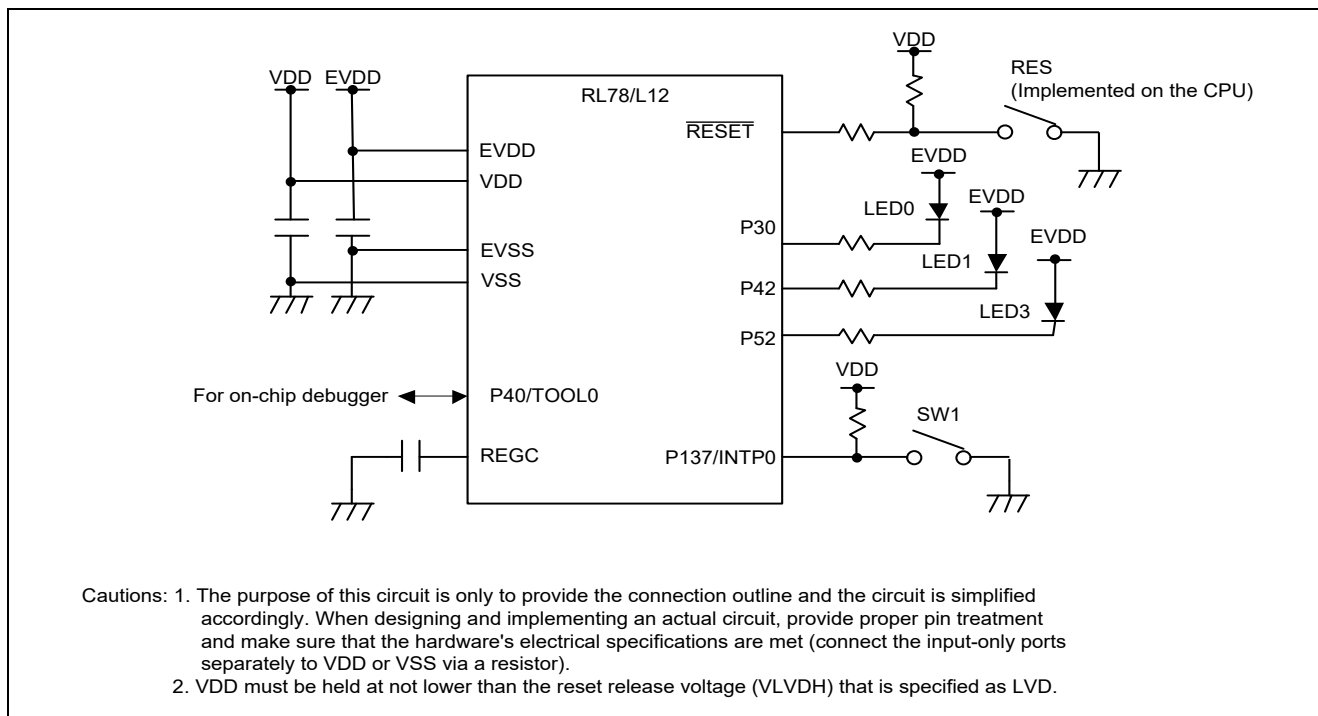 VDD EVDD
RL78/L12
EVDD
VDD
EVSS
VSS
For on-chip debugger
P40/TOOL0
REGC
RESET
P30
P42
P52
P137/INTP0
VDD
RES
(Implemented on the CPU)
EVDD
LED0
EVDD
LED1
EVDD
LED3
VDD
SW1
Cautions: 1. The purpose of this circuit is only to provide the connection outline and the circuit is simplified
accordingly. When designing and implementing an actual circuit, provide proper pin treatment
and make sure that the hardware's electrical specifications are met (connect the input-only ports
separately to VDD or VSS via a resistor).
2. VDD must be held at not lower than the reset release voltage (VLVDH) that is specified as LVD.